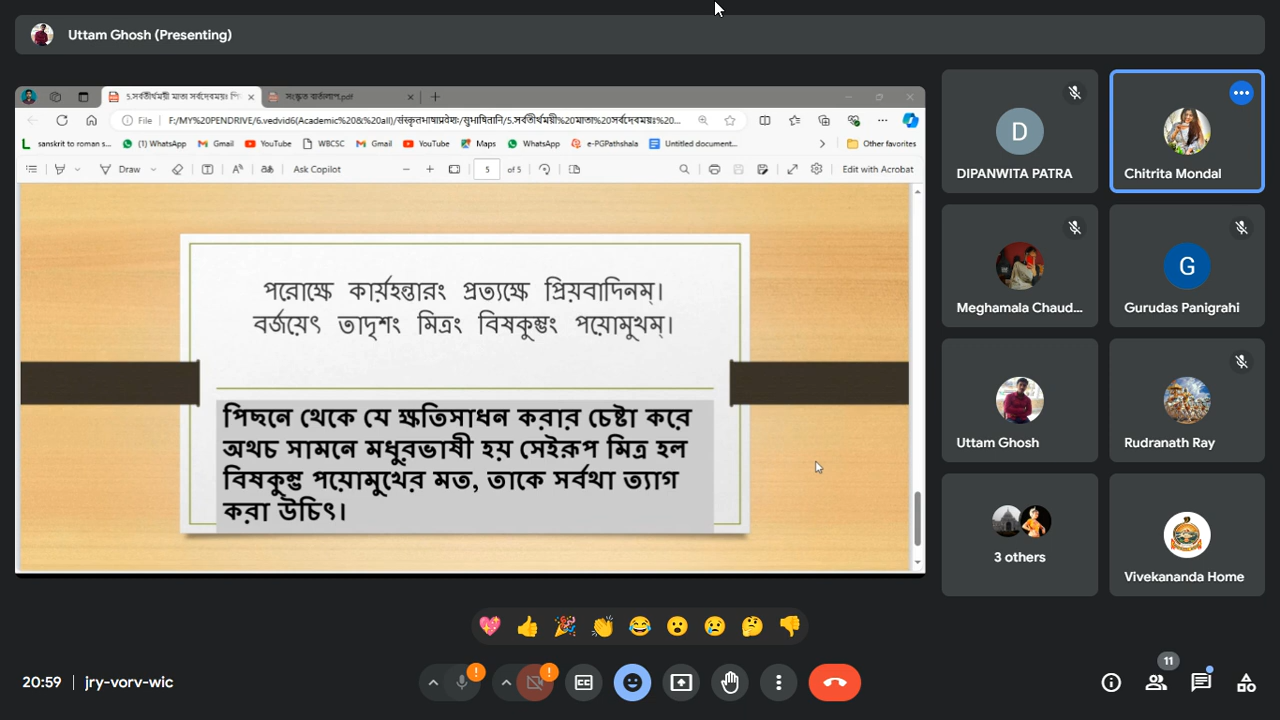 Uttam Ghosh (Presenting)
5.সর্বতীর্থময়ী মাতা সর্বদেবময়ঃ পি
সংস্কৃত বার্তালাপ.pdf
File
F:/MY%20PENDRIVE/6.vedvid6(Academic%20&%20all)/संस्कृतभाषाप्रवेशः/सुभाषितानि/5.সর্বতীর্থময়ী%20মাতা%20সর্বদেবময়ঃ%20...
sanskrit to roman s...
(1) WhatsApp
Gmail
YouTube
WBCSC
Gmail
YouTube
Maps
WhatsApp
e-PGPathshala
Untitled document...
Other favorites
Draw
Ask Copilot
5 of 5
Edit with Acrobat
পরোক্ষে কার্যহন্তারং প্রত্যক্ষে প্রিয়বাদিনম্।
বর্জয়েৎ তাদৃশং মিত্রং বিষকুম্ভং পয়োমুখম্।
পিছনে থেকে যে ক্ষতিসাধন করার চেষ্টা করে
অথচ সামনে মধুরভাষী হয় সেইরূপ মিত্র হল
বিষকুম্ভ পয়োমুখের মত, তাকে সর্বথা ত্যাগ
করা উচিৎ।
D
DIPANWITA PATRA
Chitrita Mondal
Meghamala Chaud...
G
Gurudas Panigrahi
Uttam Ghosh
Rudranath Ray
3 others
Vivekananda Home
20:59 | jry-vorv-wic
11